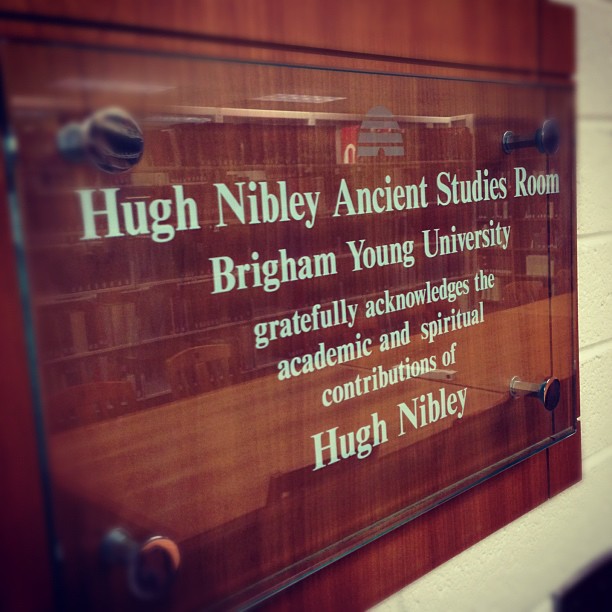 Hugh Nibley Ancient Studies Room
Brigham Young University
gratefully acknowledges the
academic and spiritual
contributions of
Hugh Nibley